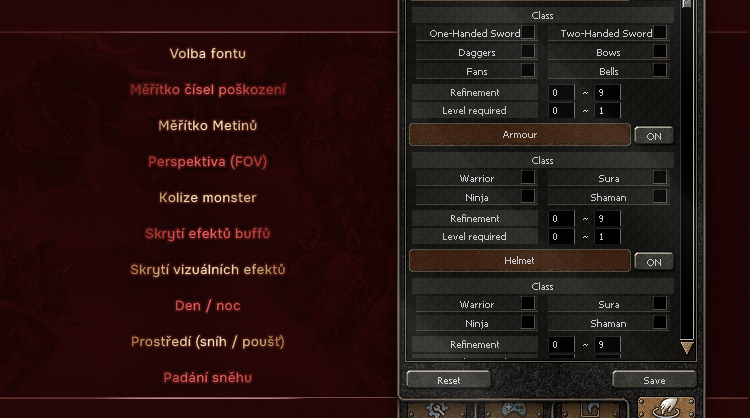 Volba fontu
Měřítko čísel poškození
Měřítko Metinů
Perspektiva (FOV)
Kolize monster
Skrytí efektů buffů
Skrytí vizuálních efektů
Den / noc
Prostředí (sníh / poušť)
Padání sněhu
Class
One-Handed Sword Two-Handed Sword
Daggers Bows
Fans Bells
Refinement 0 ~ 9
Level required 0 ~ 1
Armour ON
Class
Warrior Sura
Ninja Shaman
Refinement 0 ~ 9
Level required 0 ~ 1
Helmet ON
Class
Warrior Sura
Ninja Shaman
Refinement 0 ~ 9
Reset Save